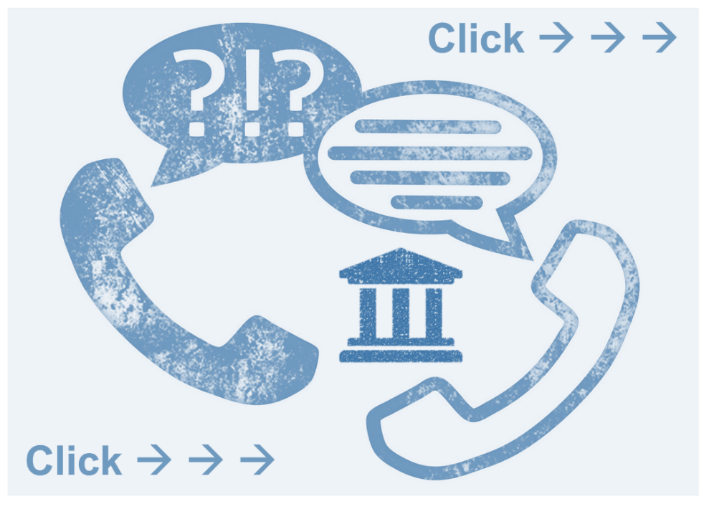 Click → → →
?!?
Click → → →